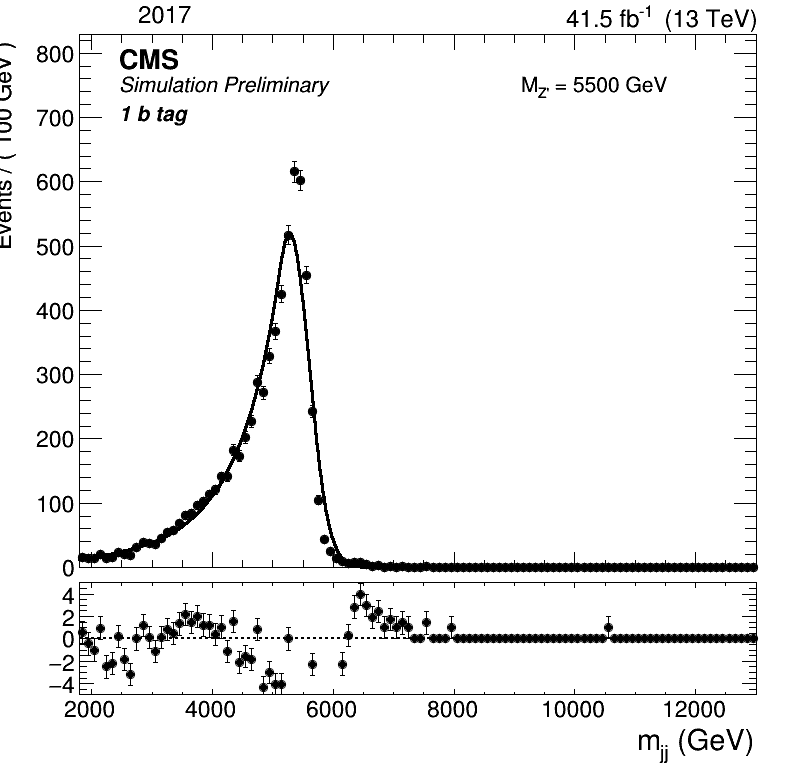 2017 41.5 fb⁻¹ (13 TeV)
CMS
Simulation Preliminary
1 b tag
M_Z' = 5500 GeV
Events / ( 100 GeV )
800
700
600
500
400
300
200
100
0
4
2
0
−2
−4
2000 4000 6000 8000 10000 12000
m_jj (GeV)